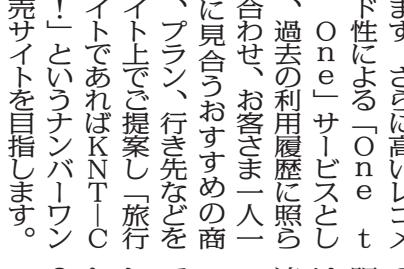 ます。さらに高いレコメ
ド性による「Ｏｎｅ　ｔ
Ｏｎｅ」サービスとし
、過去の利用履歴に照ら
合わせ、お客さま一人一
に見合うおすすめの商
、プラン、行き先などを
イト上でご提案し「旅行
イトであればＫＮＴ―Ｃ
！」というナンバーワン
売サイトを目指します。